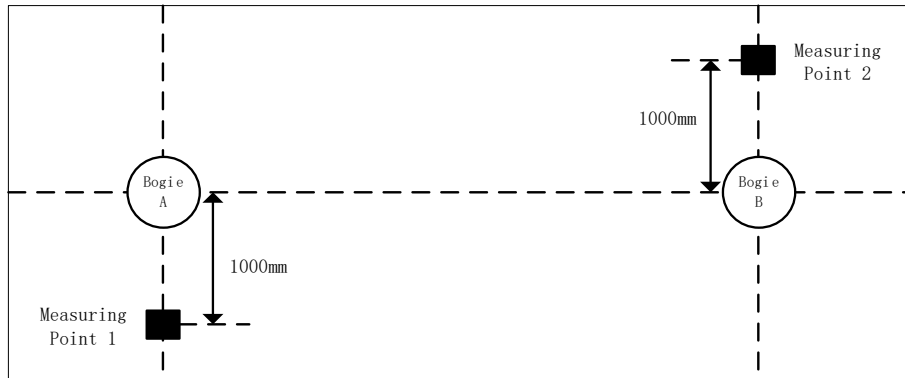 Measuring
Point 2
1000mm
Bogie
A
Bogie
B
1000mm
Measuring
Point 1